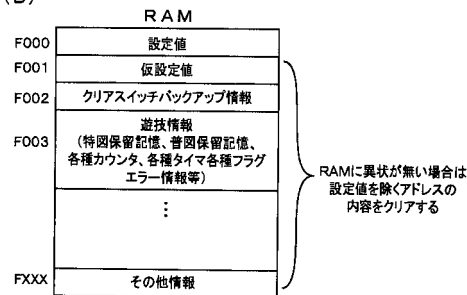 (B)
RAM
F000 設定値
F001 仮設定値
F002 クリアスイッチバックアップ情報
F003 遊技情報
(特図保留記憶、普図保留記憶、
各種カウンタ、各種タイマ各種フラグ
エラー情報等)
⋮
FXXX その他情報
RAMに異状が無い場合は
設定値を除くアドレスの
内容をクリアする